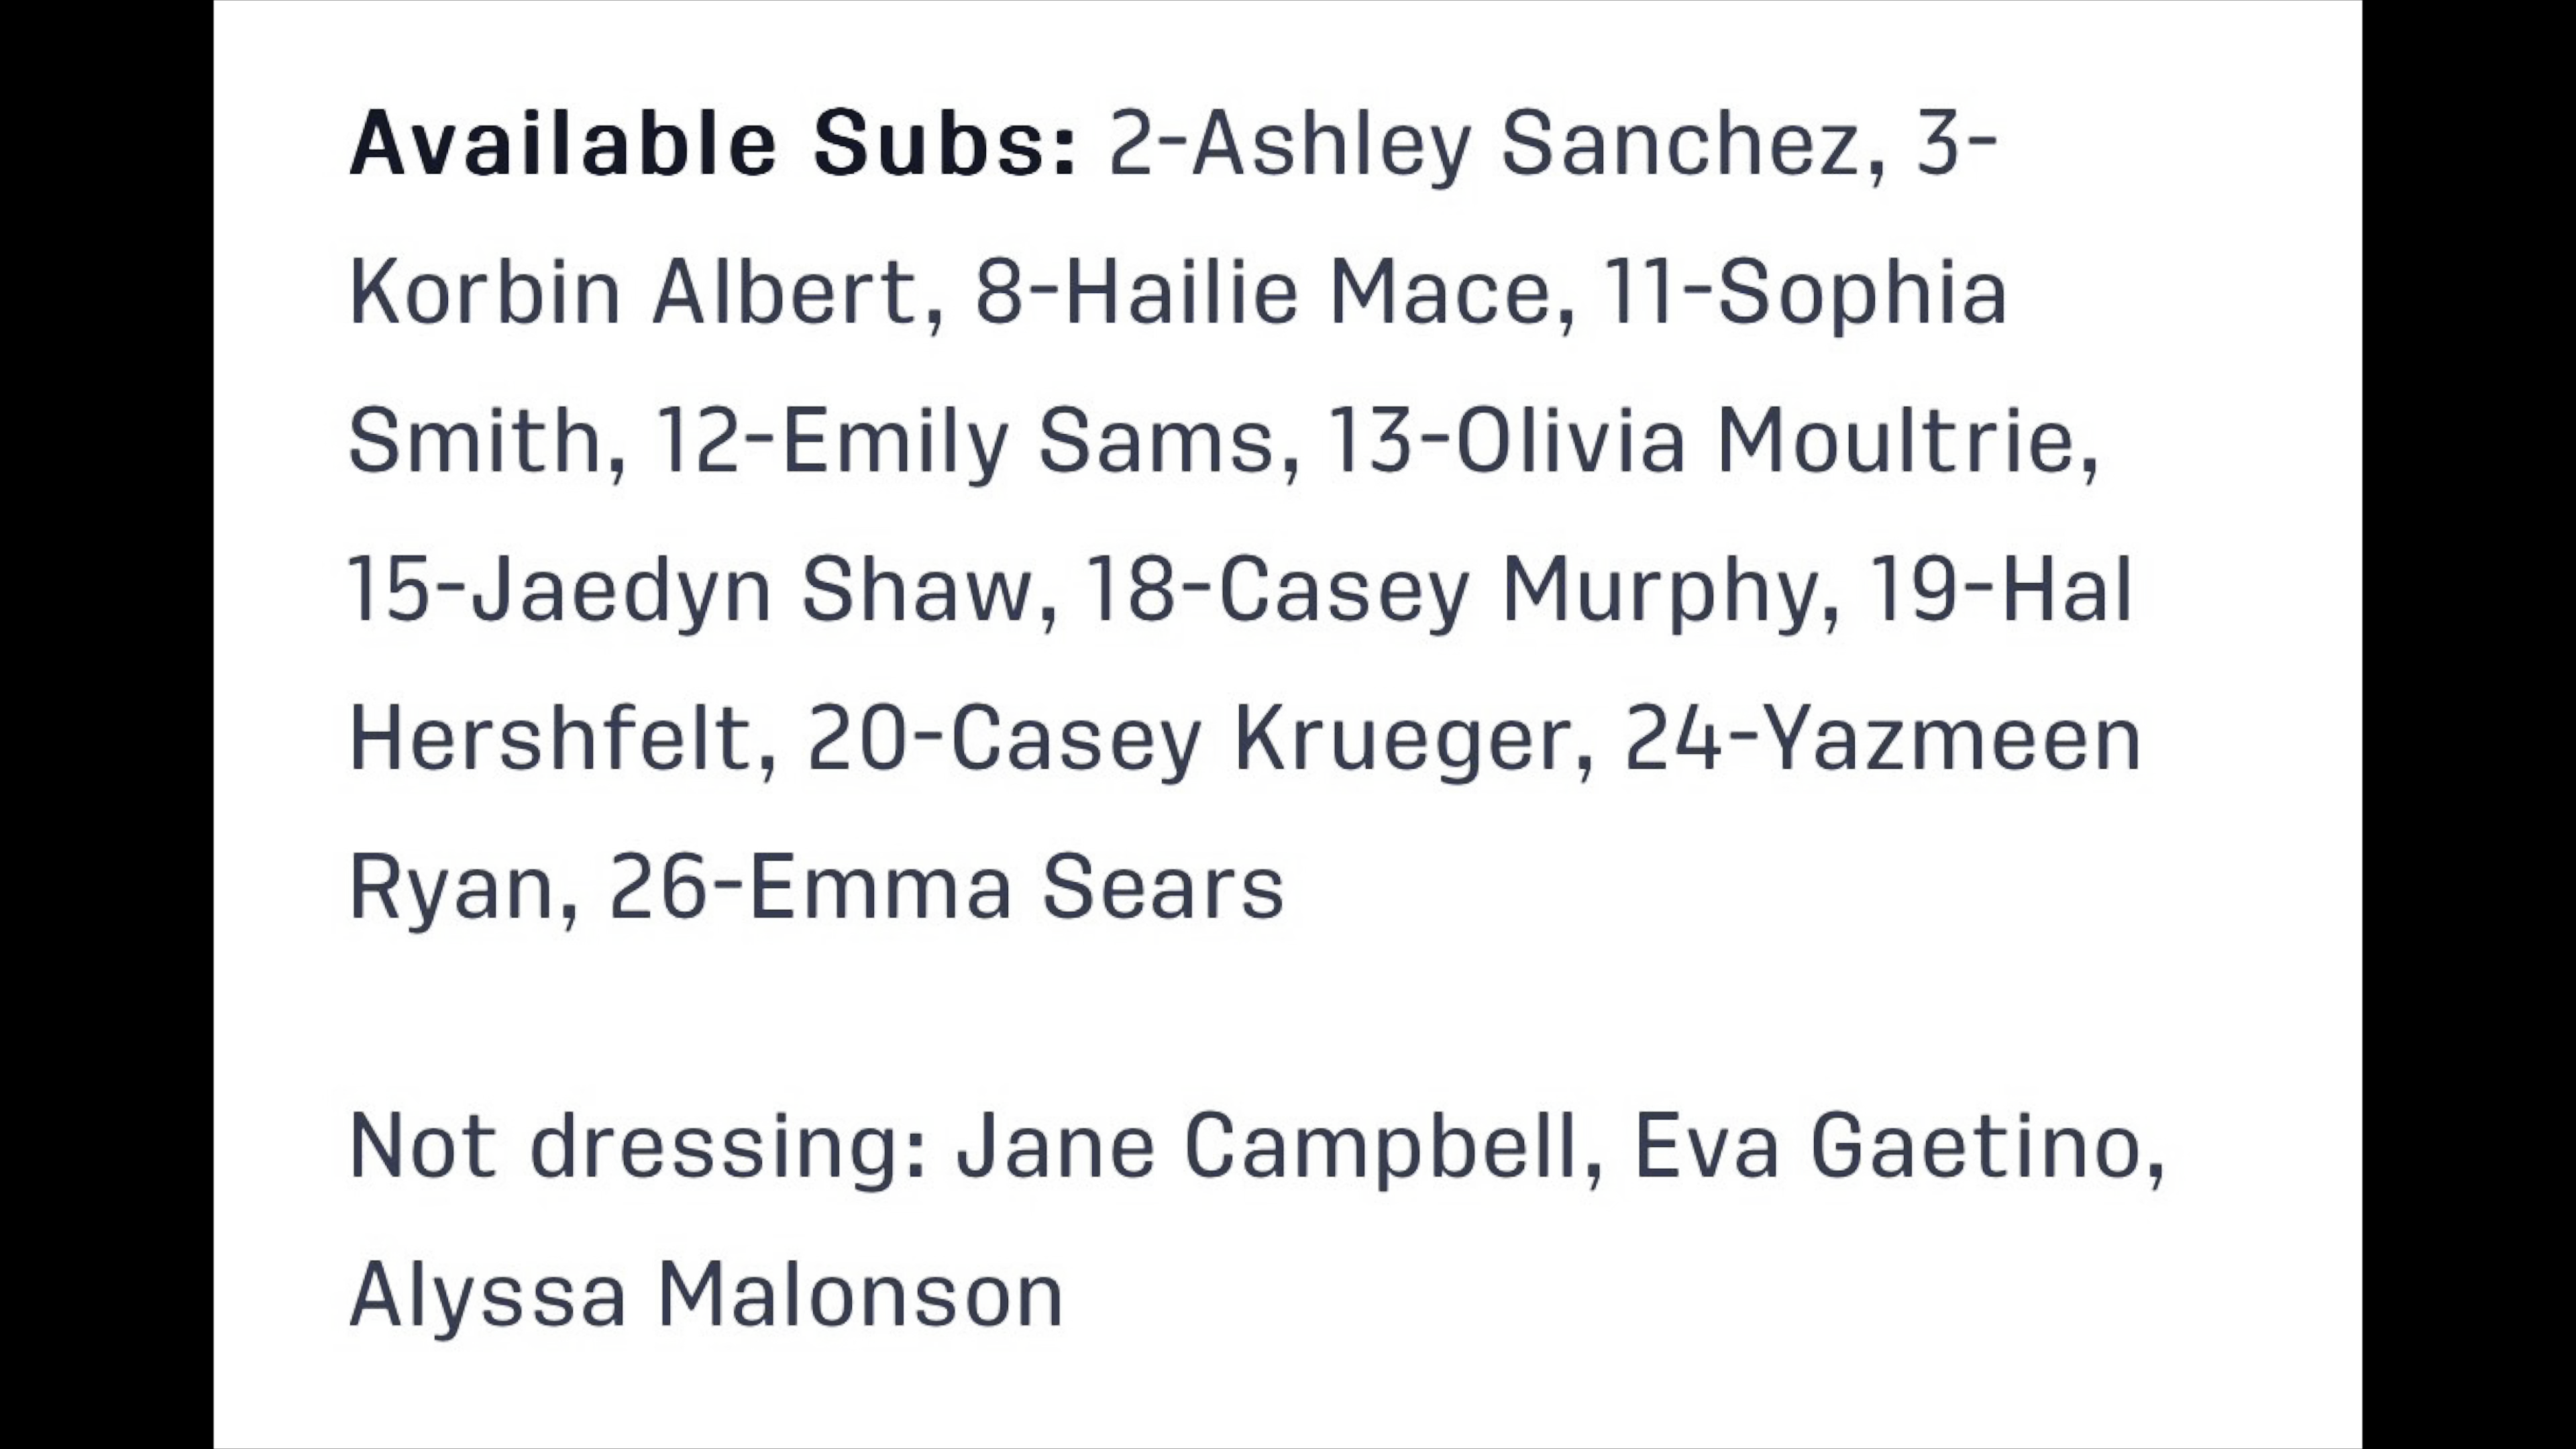 Available Subs: 2-Ashley Sanchez, 3-
Korbin Albert, 8-Hailie Mace, 11-Sophia
Smith, 12-Emily Sams, 13-Olivia Moultrie,
15-Jaedyn Shaw, 18-Casey Murphy, 19-Hal
Hershfelt, 20-Casey Krueger, 24-Yazmeen
Ryan, 26-Emma Sears
Not dressing: Jane Campbell, Eva Gaetino,
Alyssa Malonson